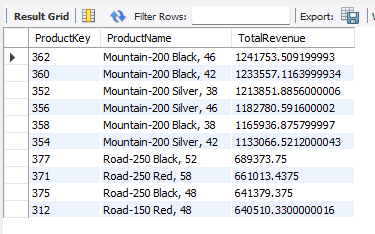 Result Grid Filter Rows: Export:
ProductKey ProductName TotalRevenue
362 Mountain-200 Black, 46 1241753.509199993
360 Mountain-200 Black, 42 1233557.1163999934
352 Mountain-200 Silver, 38 1213851.8856000006
356 Mountain-200 Silver, 46 1182780.591600002
358 Mountain-200 Black, 38 1165936.875799997
354 Mountain-200 Silver, 42 1133066.5212000043
377 Road-250 Black, 52 689373.75
371 Road-250 Red, 58 661013.4375
375 Road-250 Black, 48 641379.375
312 Road-150 Red, 48 640510.3300000016